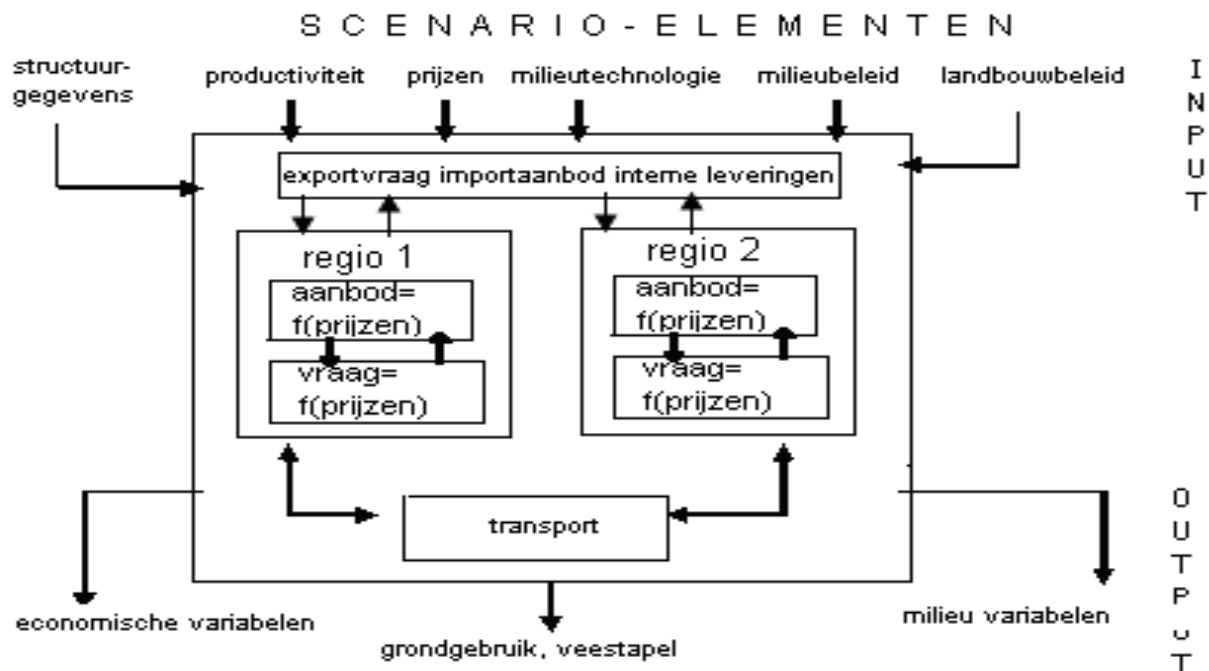 SCENARIO-ELEMENTEN
structuur-
gegevens
productiviteit
prijzen
milieutechnologie
milieubeleid
landbouwbeleid
INPUT
exportvraag importaanbod interne leveringen
regio 1
aanbod=
f(prijzen)
vraag=
f(prijzen)
regio 2
aanbod=
f(prijzen)
vraag=
f(prijzen)
transport
OUTPUT
economische variabelen
grondgebruik, veestapel
milieu variabelen